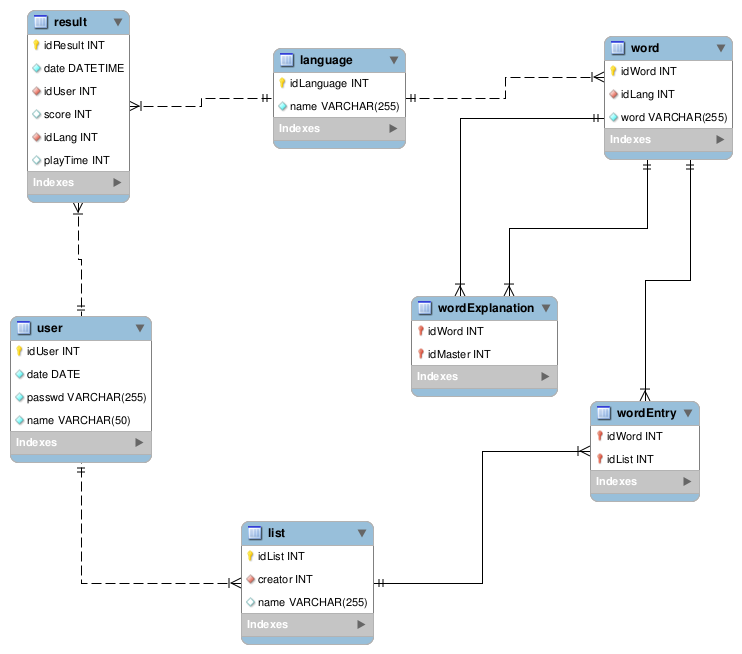 result
idResult INT
date DATETIME
idUser INT
score INT
idLang INT
playTime INT
Indexes
language
idLanguage INT
name VARCHAR(255)
Indexes
word
idWord INT
idLang INT
word VARCHAR(255)
Indexes
wordExplanation
idWord INT
idMaster INT
Indexes
user
idUser INT
date DATE
passwd VARCHAR(255)
name VARCHAR(50)
Indexes
wordEntry
idWord INT
idList INT
Indexes
list
idList INT
creator INT
name VARCHAR(255)
Indexes